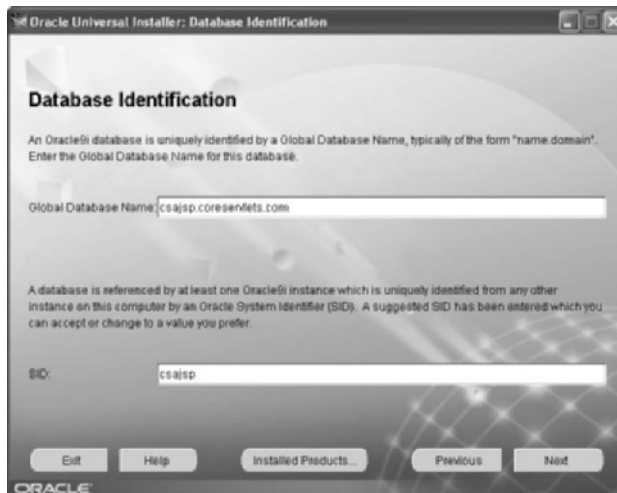 Oracle Universal Installer: Database Identification
Database Identification
An Oracle9i database is uniquely identified by a Global Database Name, typically of the form "name.domain".
Enter the Global Database Name for this database.
Global Database Name: csajsp.coreservlets.com
A database is referenced by at least one Oracle9i instance which is uniquely identified from any other
instance on this computer by an Oracle System Identifier (SID). A suggested SID has been entered which you
can accept or change to a value you prefer.
SID: csajsp
Exit Help Installed Products... Previous Next
ORACLE